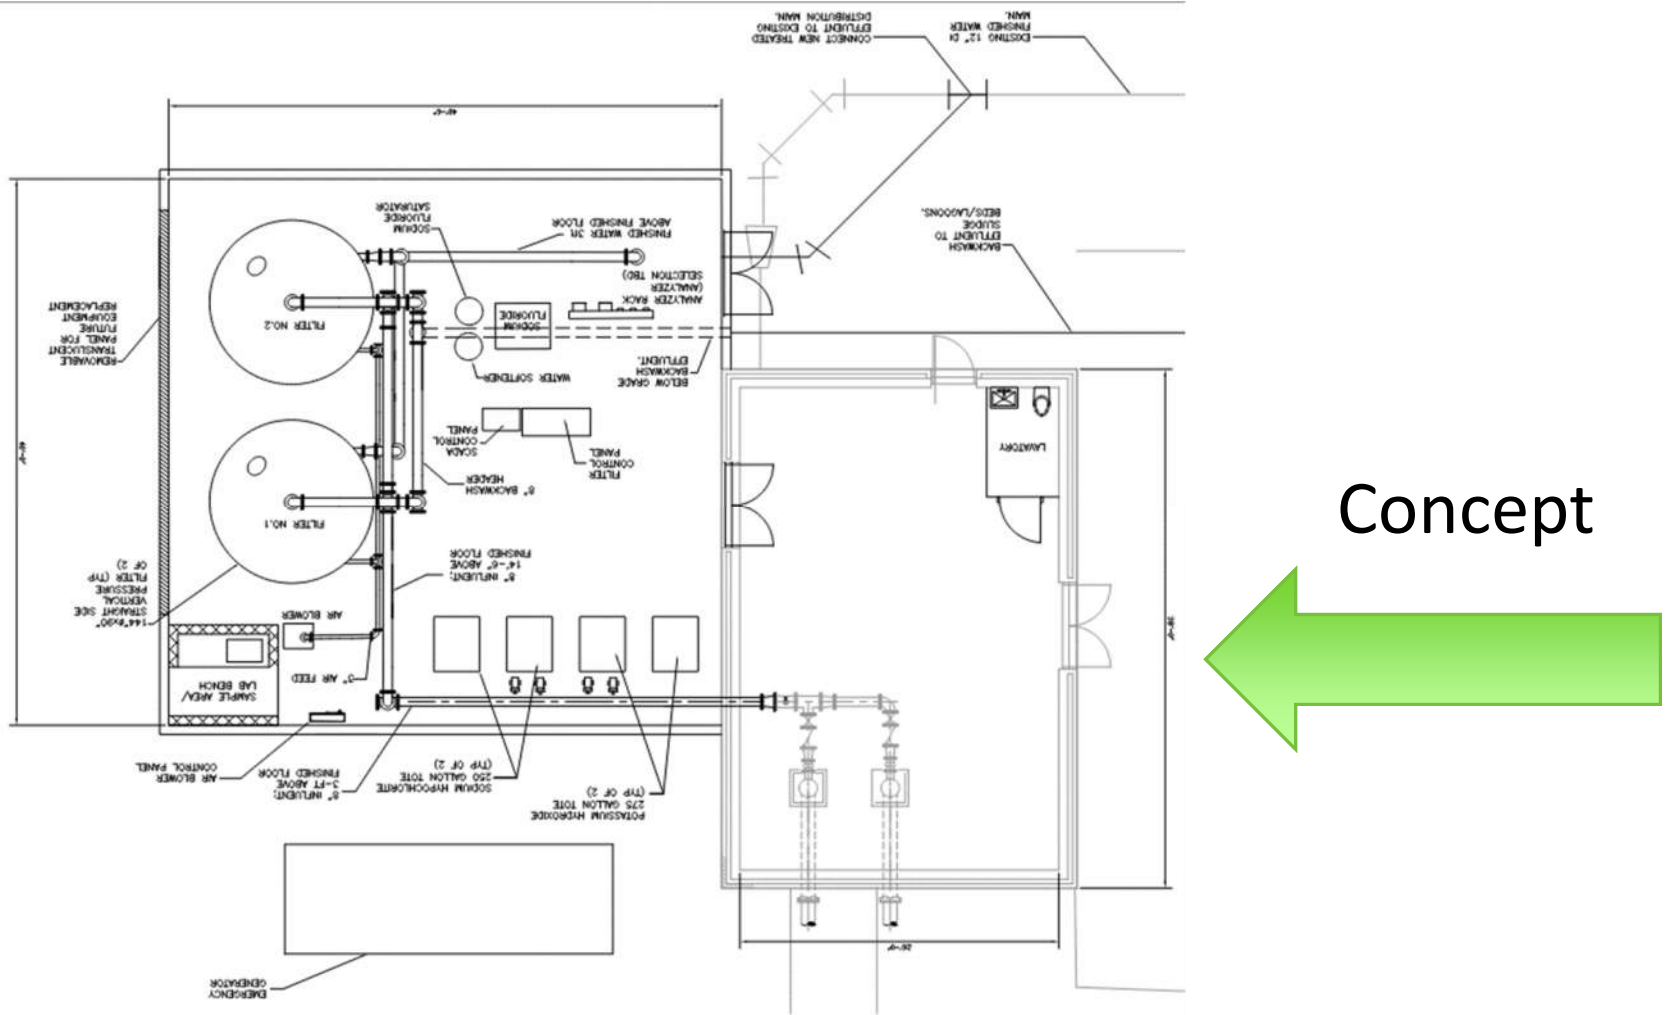 CONNECT NEW TREATED
EFFLUENT TO EXISTING
DISTRIBUTION MAIN.
EXISTING 12" DI
FINISHED WATER
MAIN.
BACKWASH
EFFLUENT TO
SLUDGE
BEDS/LAGOONS.
SODIUM
FLUORIDE
SATURATOR
FINISHED WATER 3ft
ABOVE FINISHED FLOOR
ANALYZER RACK
(ANALYZER
SELECTION TBD)
SODIUM
FLUORIDE
FILTER NO.2
REMOVABLE
TRANSLUCENT
PANEL FOR
FUTURE
EQUIPMENT
REPLACEMENT
WATER SOFTENER
BELOW GRADE
BACKWASH
EFFLUENT.
SCADA
CONTROL
PANEL
FILTER
CONTROL
PANEL
8" BACKWASH
HEADER
LAVATORY
FILTER NO.1
Concept
8" INFLUENT;
14'-6" ABOVE
FINISHED FLOOR
144"Øx90"
STRAIGHT SIDE
VERTICAL
PRESSURE
FILTER (TYP
OF 2)
AIR BLOWER
3" AIR FEED
SAMPLE AREA/
LAB BENCH
AIR BLOWER
CONTROL PANEL
8" INFLUENT;
3-FT ABOVE
FINISHED FLOOR
SODIUM HYPOCHLORITE
250 GALLON TOTE
(TYP OF 2)
POTASSIUM HYDROXIDE
275 GALLON TOTE
(TYP OF 2)
EMERGENCY
GENERATOR